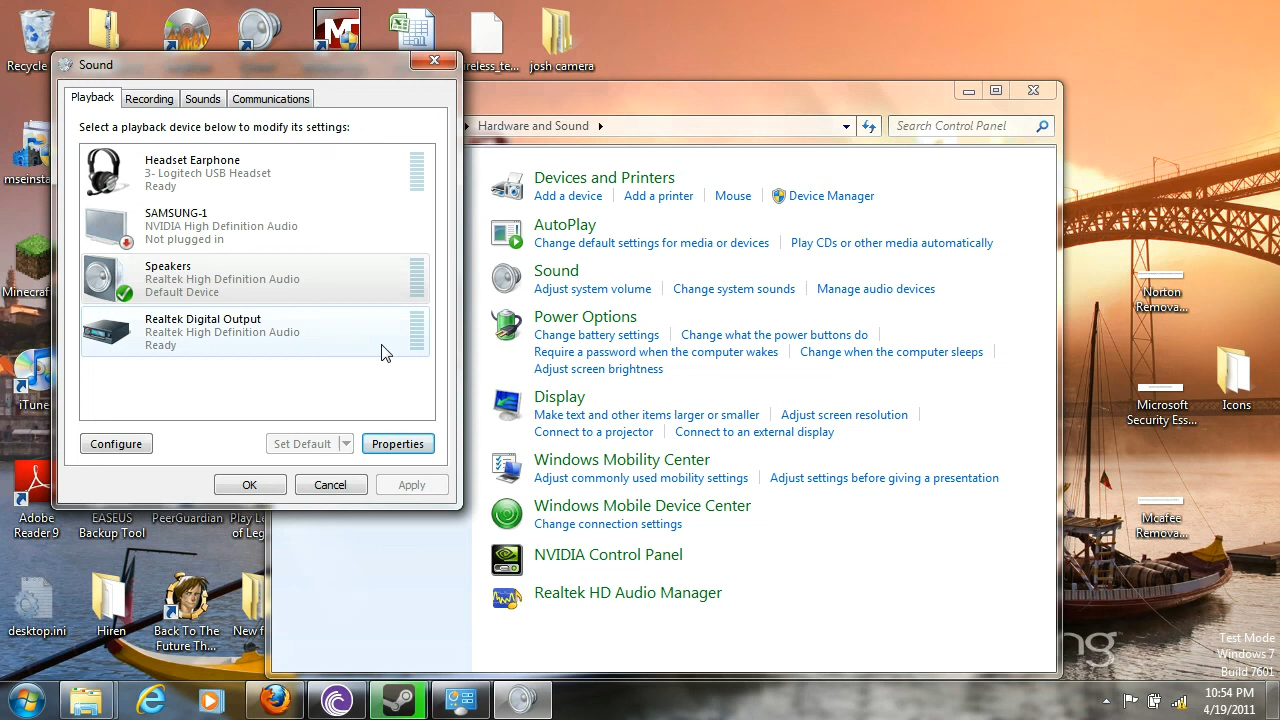 Recycle
wireless_te...
josh camera
Sound
Playback
Recording
Sounds
Communications
Select a playback device below to modify its settings:
Headset Earphone
3- Logitech USB Headset
Ready
SAMSUNG-1
NVIDIA High Definition Audio
Not plugged in
Speakers
Realtek High Definition Audio
Default Device
Realtek Digital Output
Realtek High Definition Audio
Ready
Configure
Set Default
Properties
OK
Cancel
Apply
Hardware and Sound
Search Control Panel
Devices and Printers
Add a device
Add a printer
Mouse
Device Manager
AutoPlay
Change default settings for media or devices
Play CDs or other media automatically
Sound
Adjust system volume
Change system sounds
Manage audio devices
Power Options
Change battery settings
Change what the power buttons do
Require a password when the computer wakes
Change when the computer sleeps
Adjust screen brightness
Display
Make text and other items larger or smaller
Adjust screen resolution
Connect to a projector
Connect to an external display
Windows Mobility Center
Adjust commonly used mobility settings
Adjust settings before giving a presentation
Windows Mobile Device Center
Change connection settings
NVIDIA Control Panel
Realtek HD Audio Manager
mseinsta
Minecraf
iTune
Adobe
Reader 9
EASEUS
Backup Tool
PeerGuardian
Play Le
of Leg
desktop.ini
Hiren
Back To The
Future Th...
New f
Norton
Remova...
Microsoft
Security Ess...
Icons
Mcafee
Remova...
ng
Test Mode
Windows 7
Build 7601
10:54 PM
4/19/2011